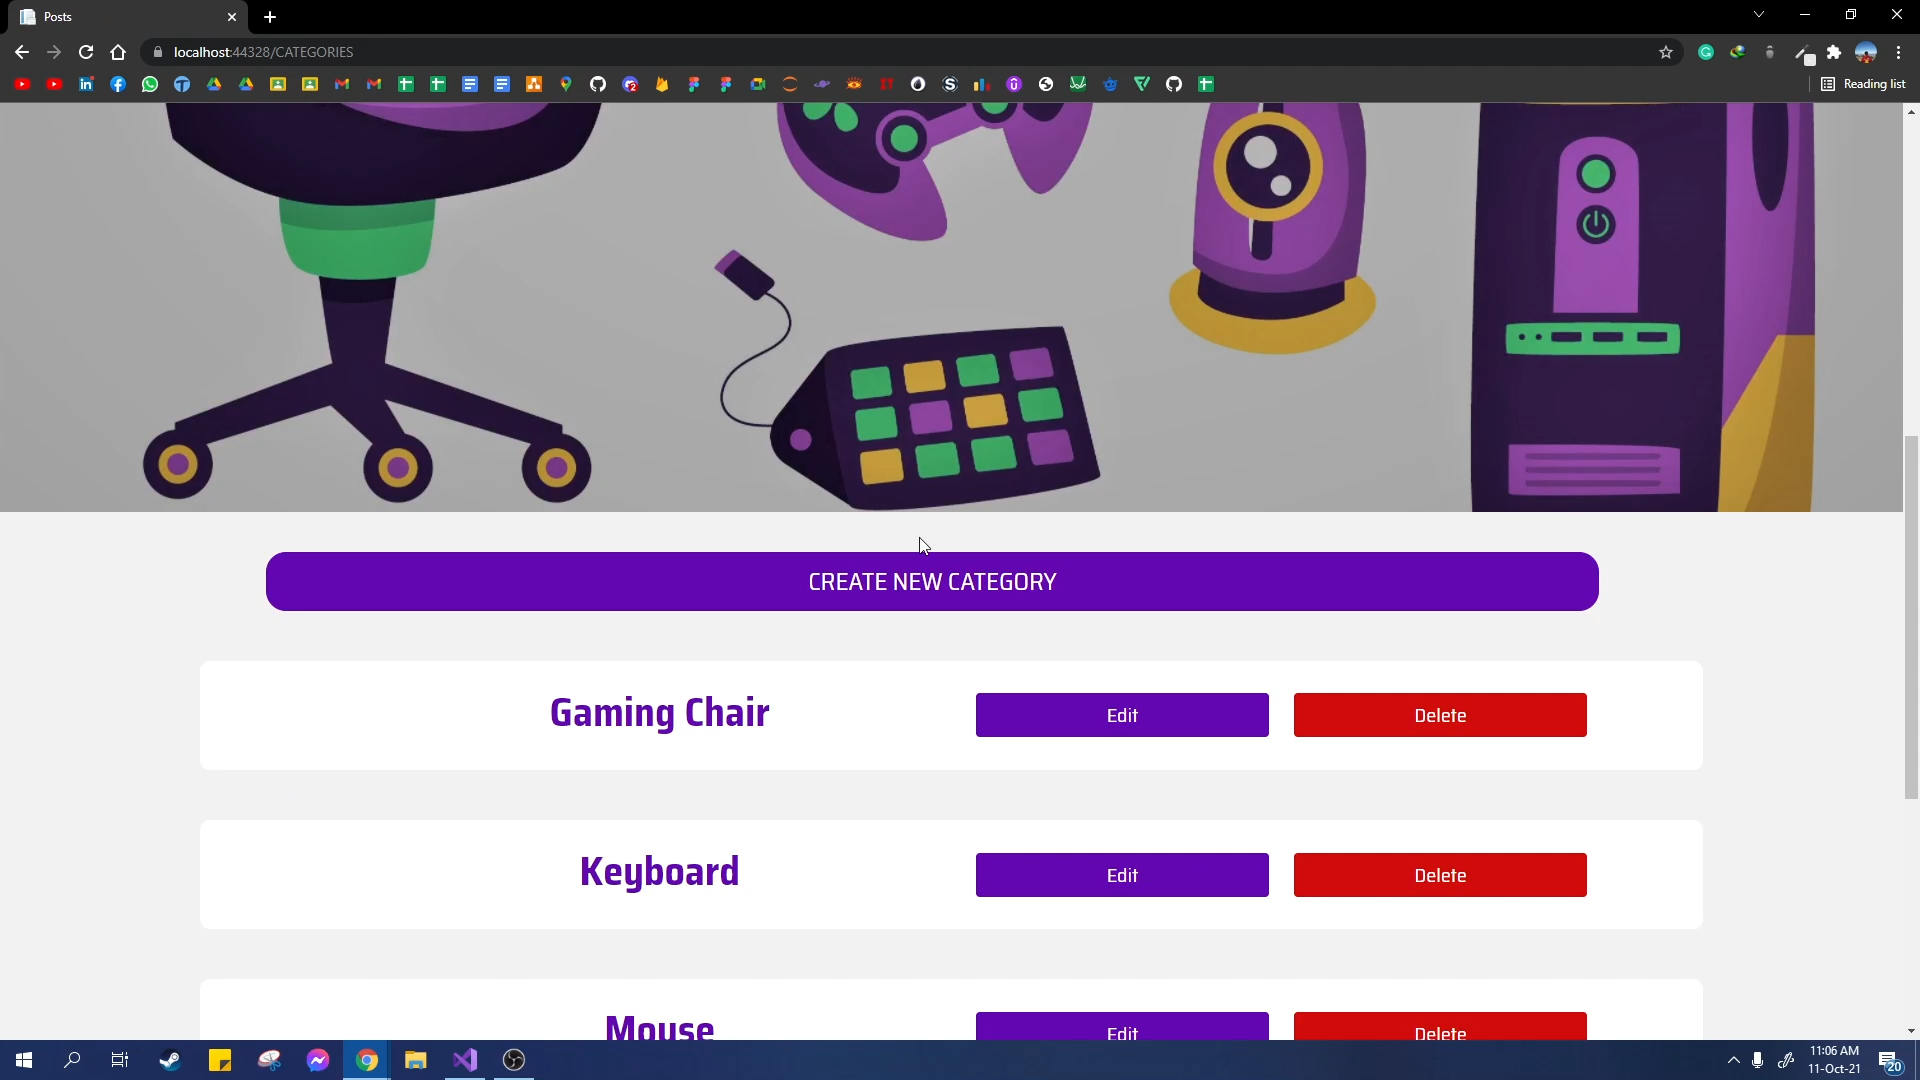 Posts
localhost:44328/CATEGORIES
Reading list
CREATE NEW CATEGORY
Gaming Chair
Edit
Delete
Keyboard
Edit
Delete
Mouse
Edit
Delete
11:06 AM
11-Oct-21
20